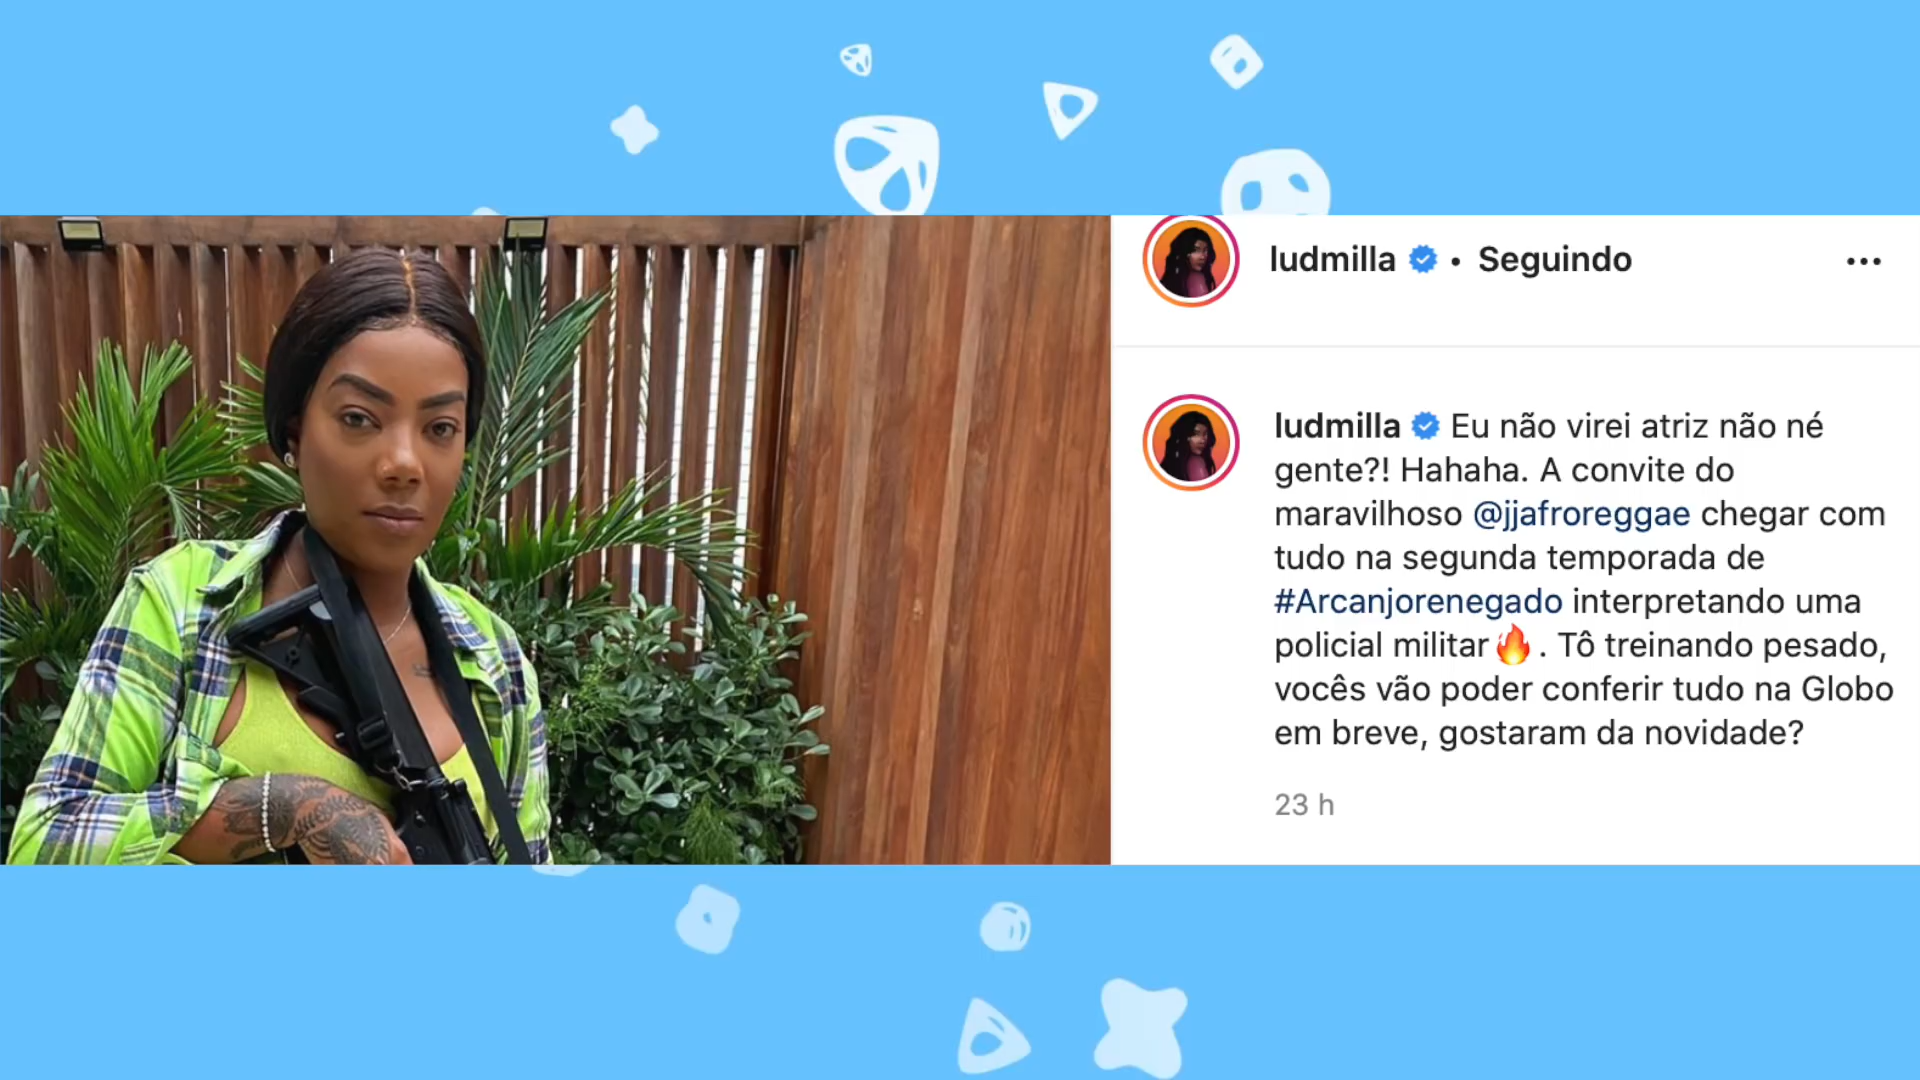 ludmilla • Seguindo
ludmilla Eu não virei atriz não né
gente?! Hahaha. A convite do
maravilhoso @jjafroreggae chegar com
tudo na segunda temporada de
#Arcanjorenegado interpretando uma
policial militar🔥. Tô treinando pesado,
vocês vão poder conferir tudo na Globo
em breve, gostaram da novidade?
23 h